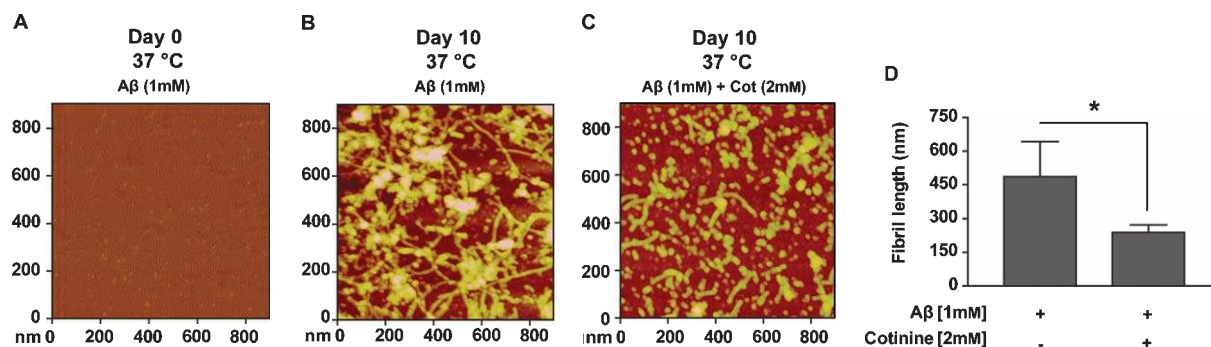 A
Day 0
37 °C
Aβ (1mM)
800
600
400
200
0
nm 0 200 400 600 800
B
Day 10
37 °C
Aβ (1mM)
800
600
400
200
0
nm 0 200 400 600 800
C
Day 10
37 °C
Aβ (1mM) + Cot (2mM)
800
600
400
200
0
nm 0 200 400 600 800
D
*
Fibril length (nm)
750
600
450
300
150
0
Aβ [1mM] + +
Cotinine [2mM] - +